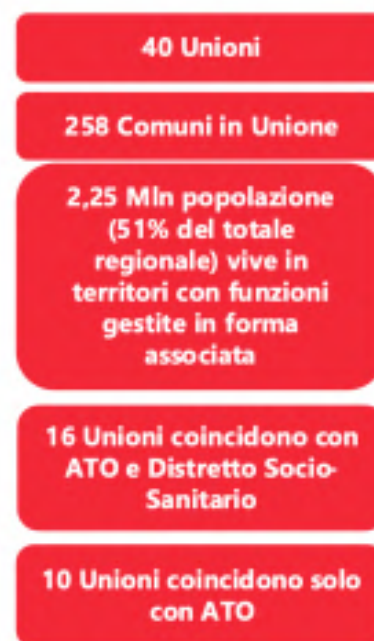 40 Unioni
258 Comuni in Unione
2,25 Mln popolazione
(51% del totale
regionale) vive in
territori con funzioni
gestite in forma
associata
16 Unioni coincidono con
ATO e Distretto Socio-
Sanitario
10 Unioni coincidono solo
con ATO